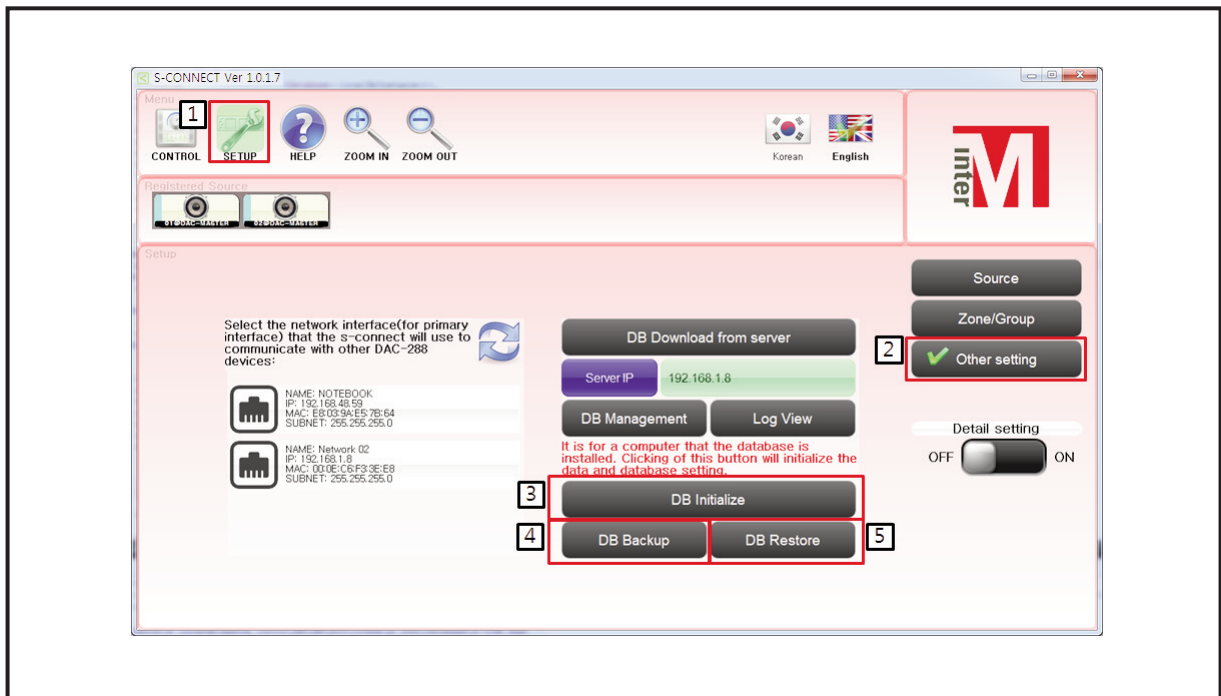 S-CONNECT Ver 1.0.1.7
Menu
1
CONTROL
SETUP
HELP
ZOOM IN
ZOOM OUT
Korean
English
inter M
Registered Source
01@DAC-MASTER
02@DAC-MASTER
Setup
Select the network interface(for primary
interface) that the s-connect will use to
communicate with other DAC-288
devices:
NAME: NOTEBOOK
IP: 192.168.48.59
MAC: E8:03:9A:E5:7B:64
SUBNET: 255.255.255.0
NAME: Network 02
IP: 192.168.1.8
MAC: 00:0E:C6:F3:3E:E8
SUBNET: 255.255.255.0
DB Download from server
Server IP
192.168.1.8
DB Management
Log View
It is for a computer that the database is
installed. Clicking of this button will initialize the
data and database setting.
3
DB Initialize
4
DB Backup
DB Restore
5
Source
Zone/Group
2
Other setting
Detail setting
OFF
ON